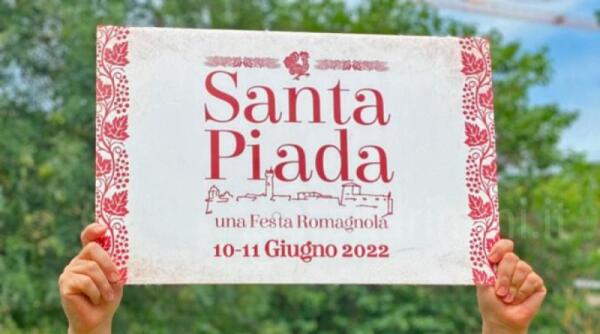 Santa
Piada
una Festa Romagnola
10-11 Giugno 2022